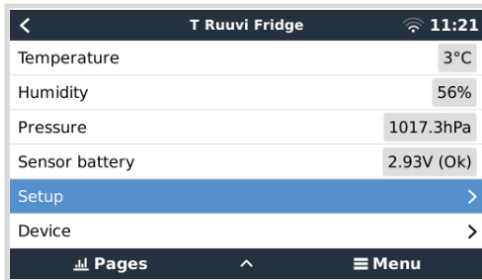 T Ruuvi Fridge 11:21
Temperature 3°C
Humidity 56%
Pressure 1017.3hPa
Sensor battery 2.93V (Ok)
Setup
Device
Pages Menu